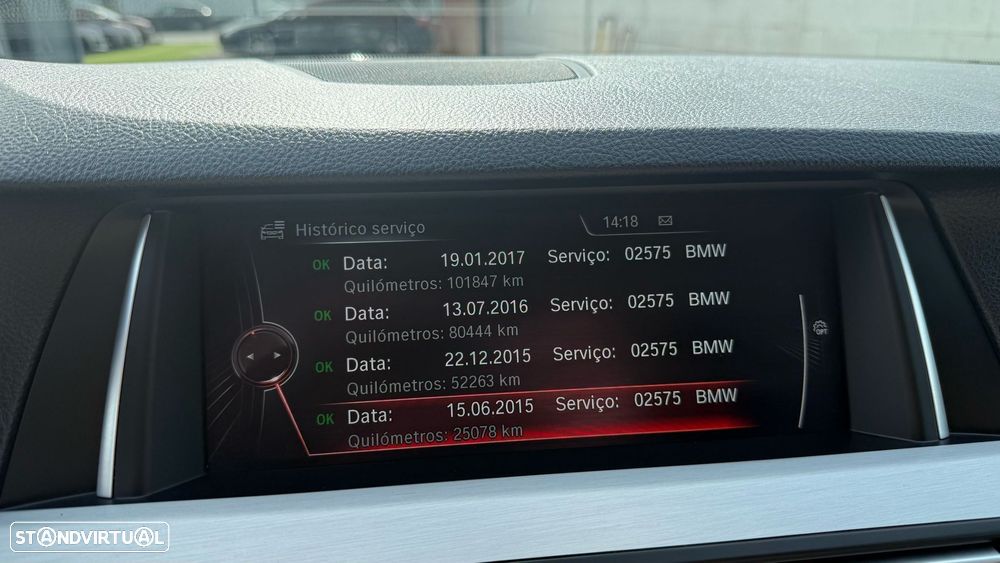 Histórico serviço 14:18
OK Data: 19.01.2017 Serviço: 02575 BMW
Quilómetros: 101847 km
OK Data: 13.07.2016 Serviço: 02575 BMW
Quilómetros: 80444 km
OK Data: 22.12.2015 Serviço: 02575 BMW
Quilómetros: 52263 km
OK Data: 15.06.2015 Serviço: 02575 BMW
Quilómetros: 25078 km
OPT
STANDVIRTUAL